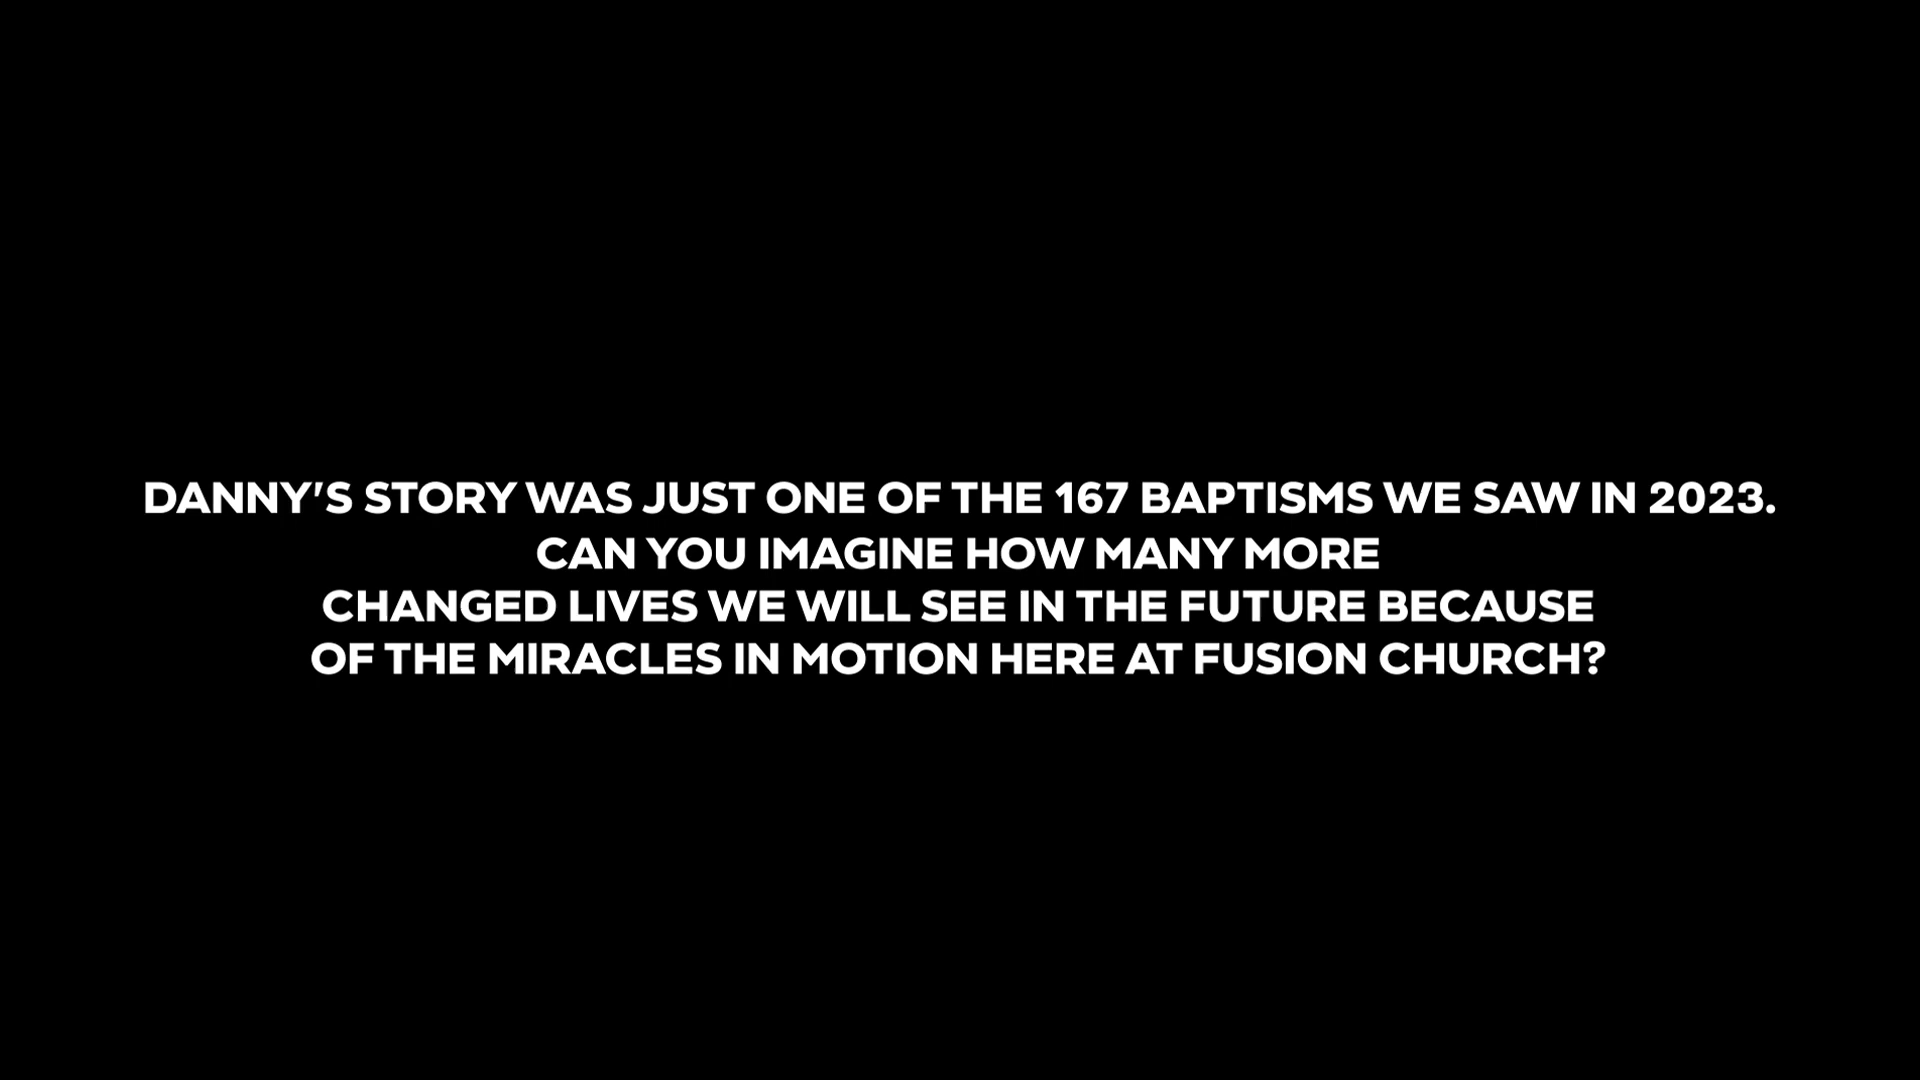 DANNY'S STORY WAS JUST ONE OF THE 167 BAPTISMS WE SAW IN 2023.
CAN YOU IMAGINE HOW MANY MORE
CHANGED LIVES WE WILL SEE IN THE FUTURE BECAUSE
OF THE MIRACLES IN MOTION HERE AT FUSION CHURCH?